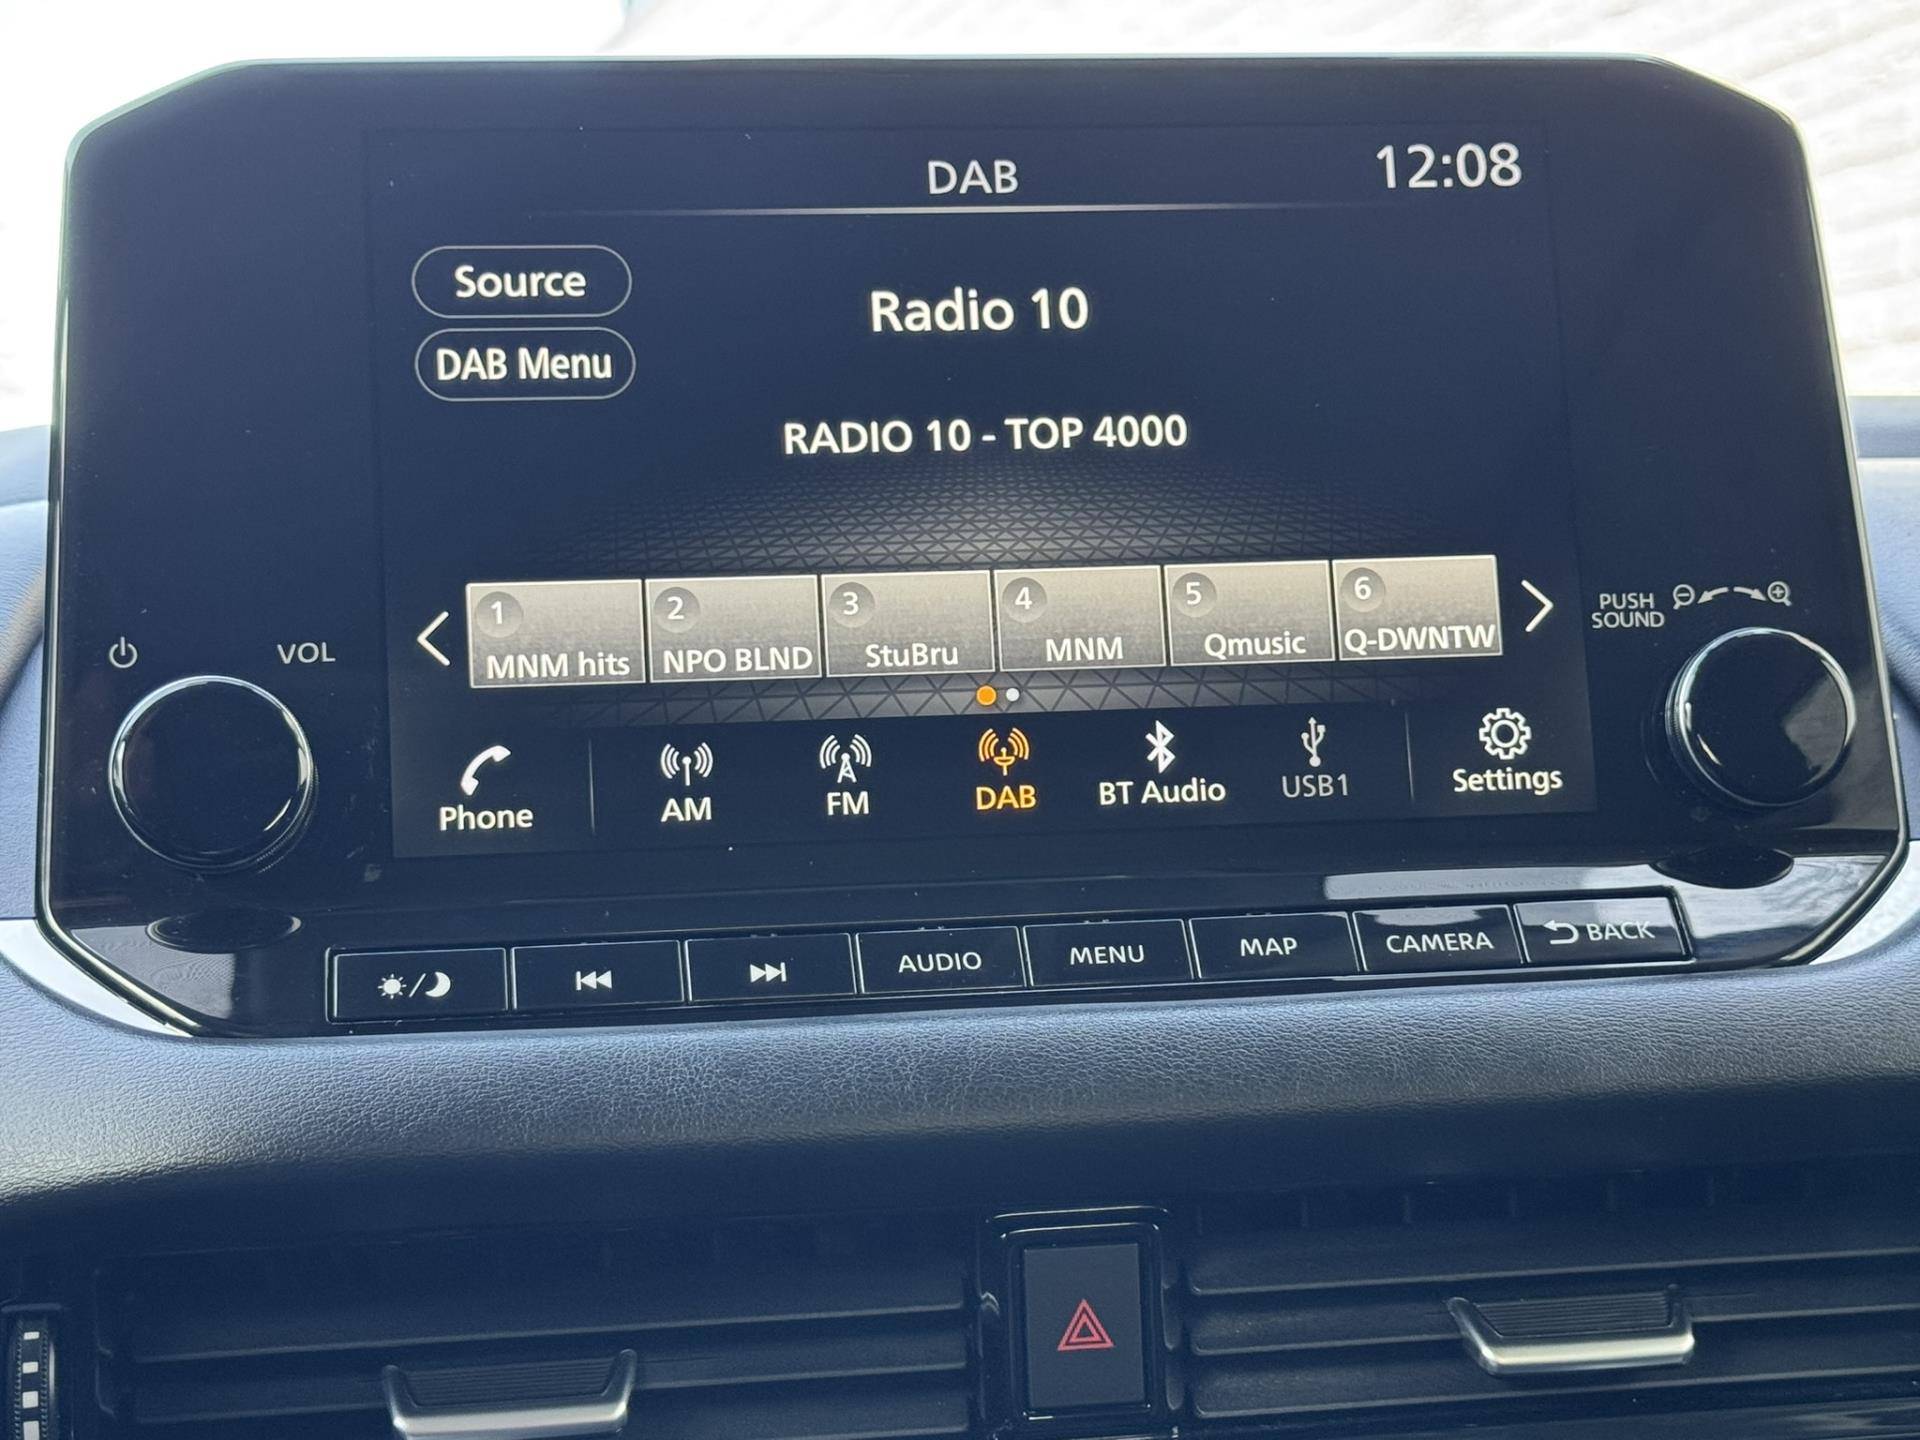 DAB
12:08
Source
Radio 10
DAB Menu
RADIO 10 - TOP 4000
1
MNM hits
2
NPO BLND
3
StuBru
4
MNM
5
Qmusic
6
Q-DWNTW
VOL
PUSH
SOUND
Phone
AM
FM
DAB
BT Audio
USB1
Settings
AUDIO
MENU
MAP
CAMERA
BACK